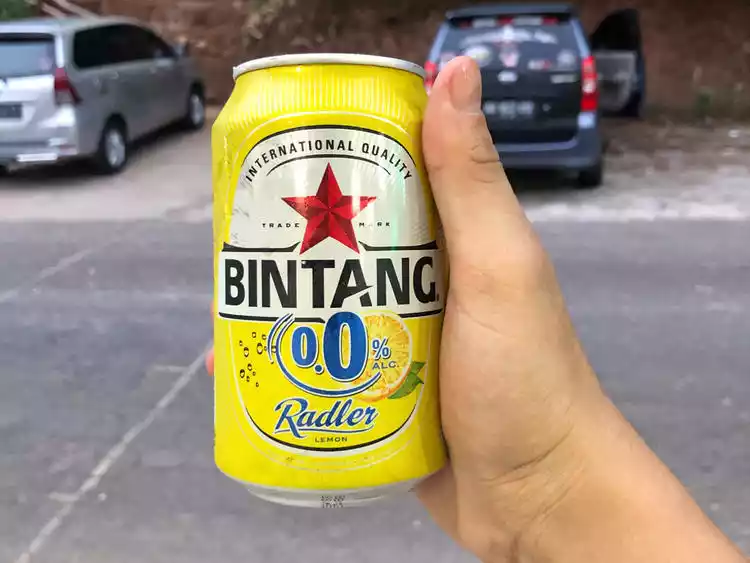 INTERNATIONAL QUALITY
TRADE MARK
BINTANG
0.0% ALC.
Radler
LEMON